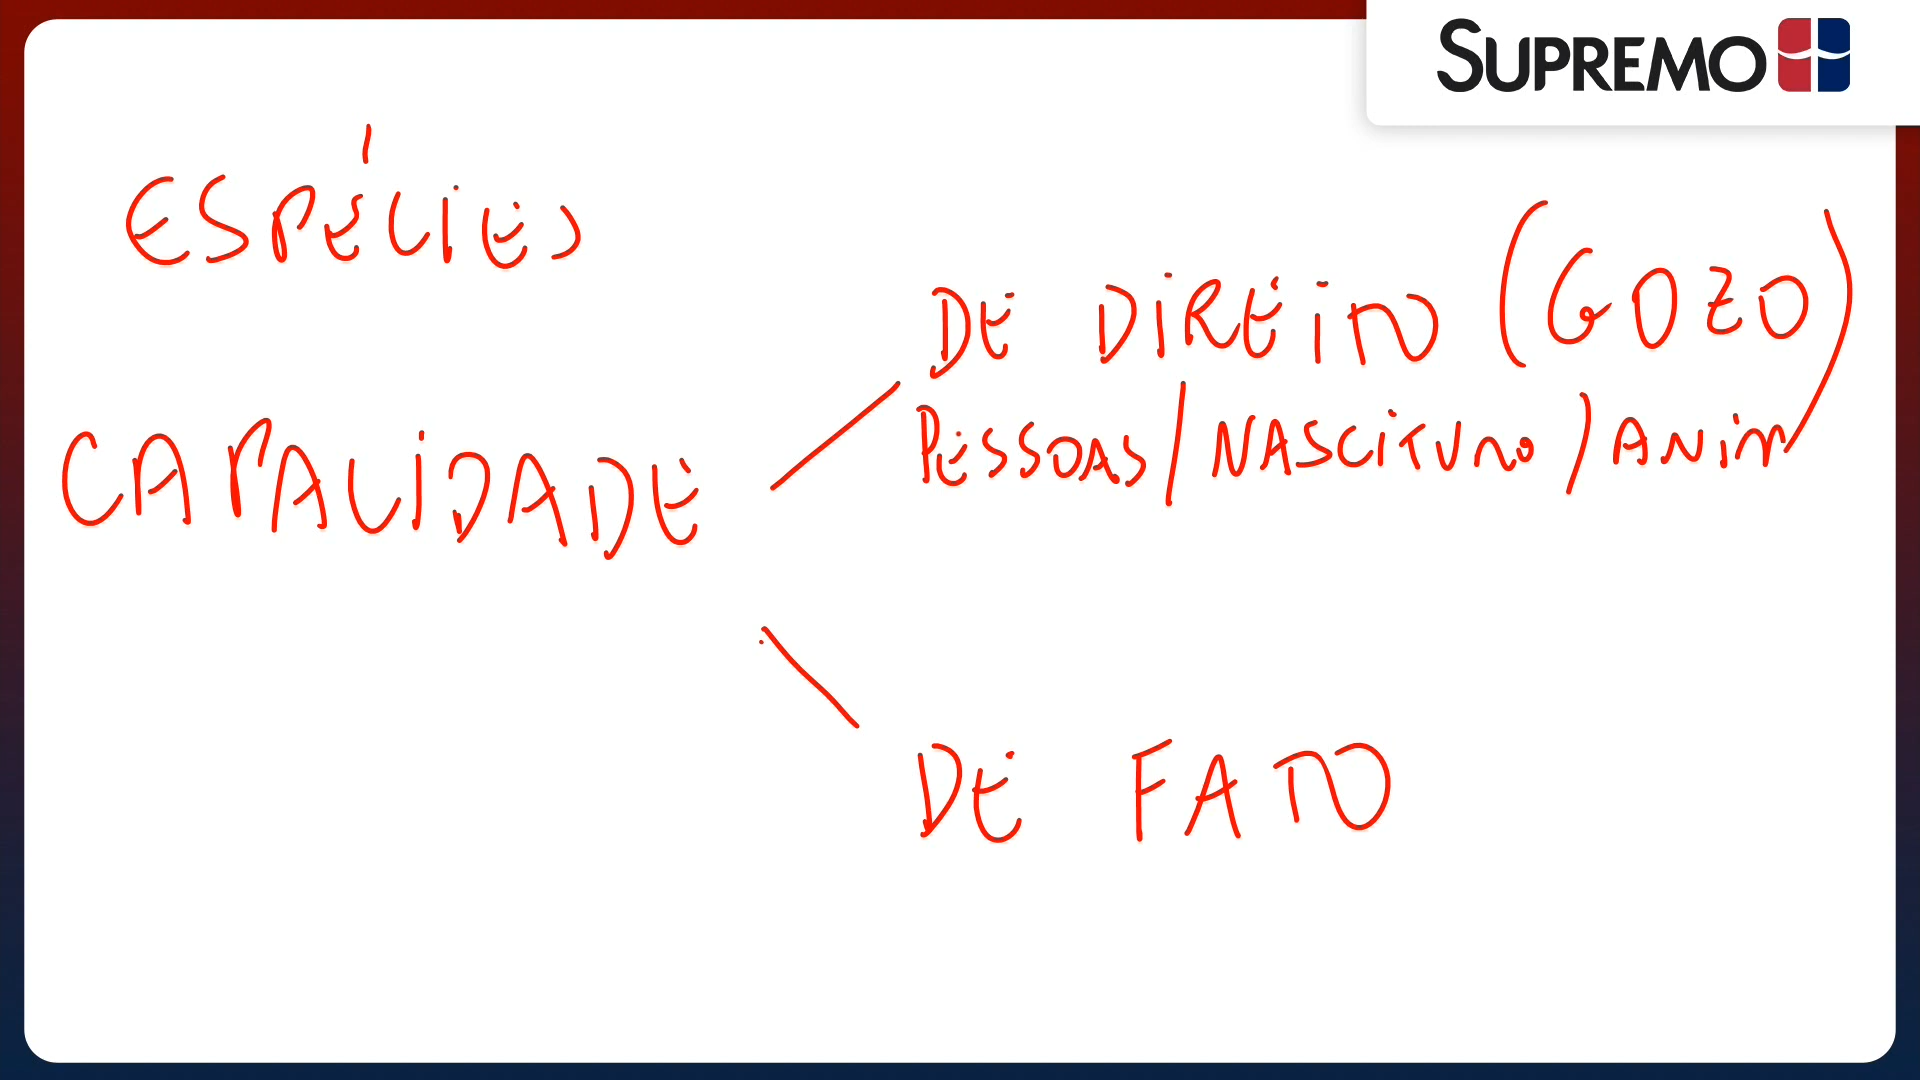 SUPREMO
ESPÉCIES
CAPACIDADE
DE DIREITO (GOZO)
PESSOAS/NASCITURO/ANIM
DE FATO